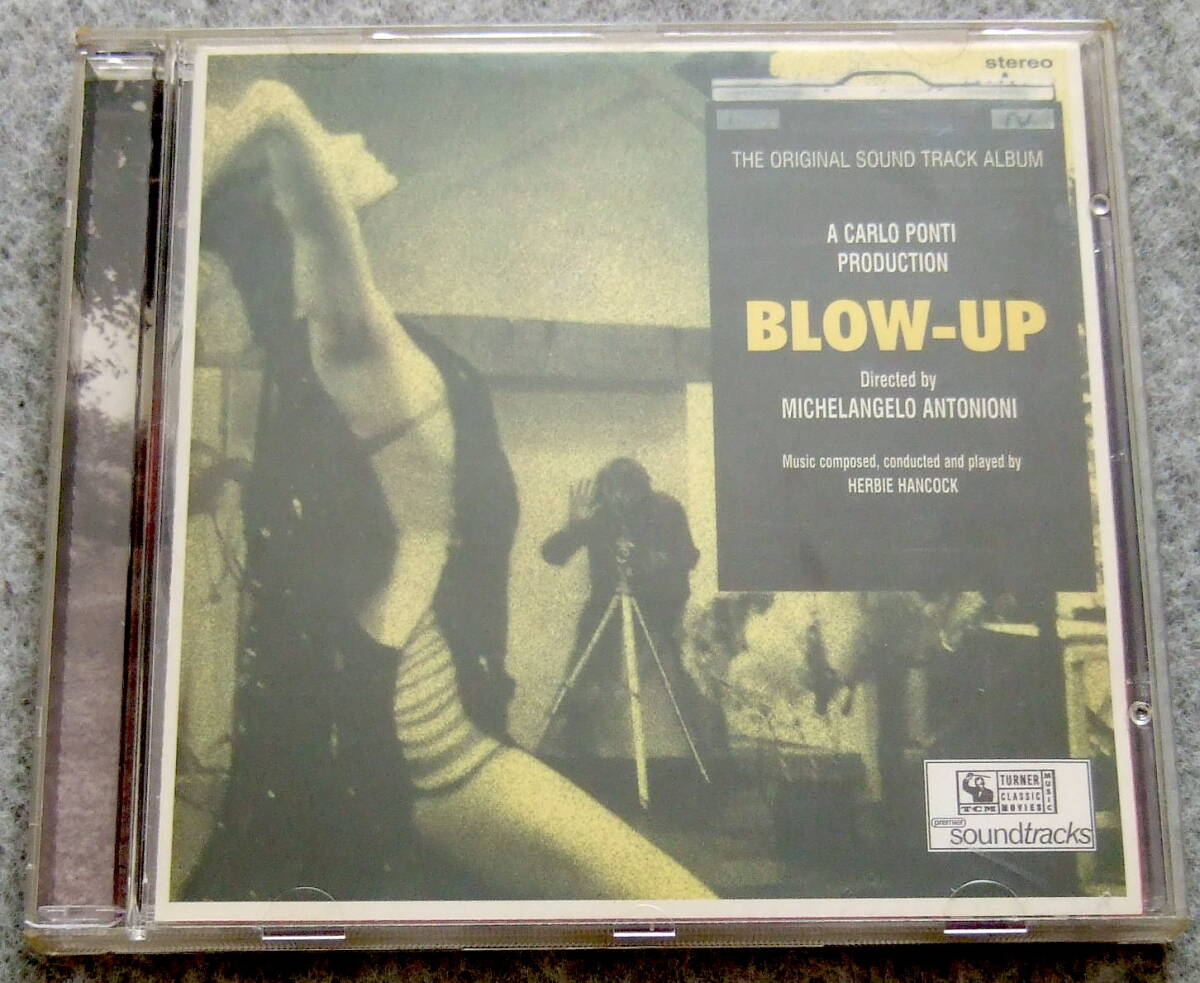 stereo
THE ORIGINAL SOUND TRACK ALBUM
A CARLO PONTI
PRODUCTION
BLOW-UP
Directed by
MICHELANGELO ANTONIONI
Music composed, conducted and played by
HERBIE HANCOCK
TCM
TURNER
CLASSIC
MOVIES
MUSIC
premier
soundtracks